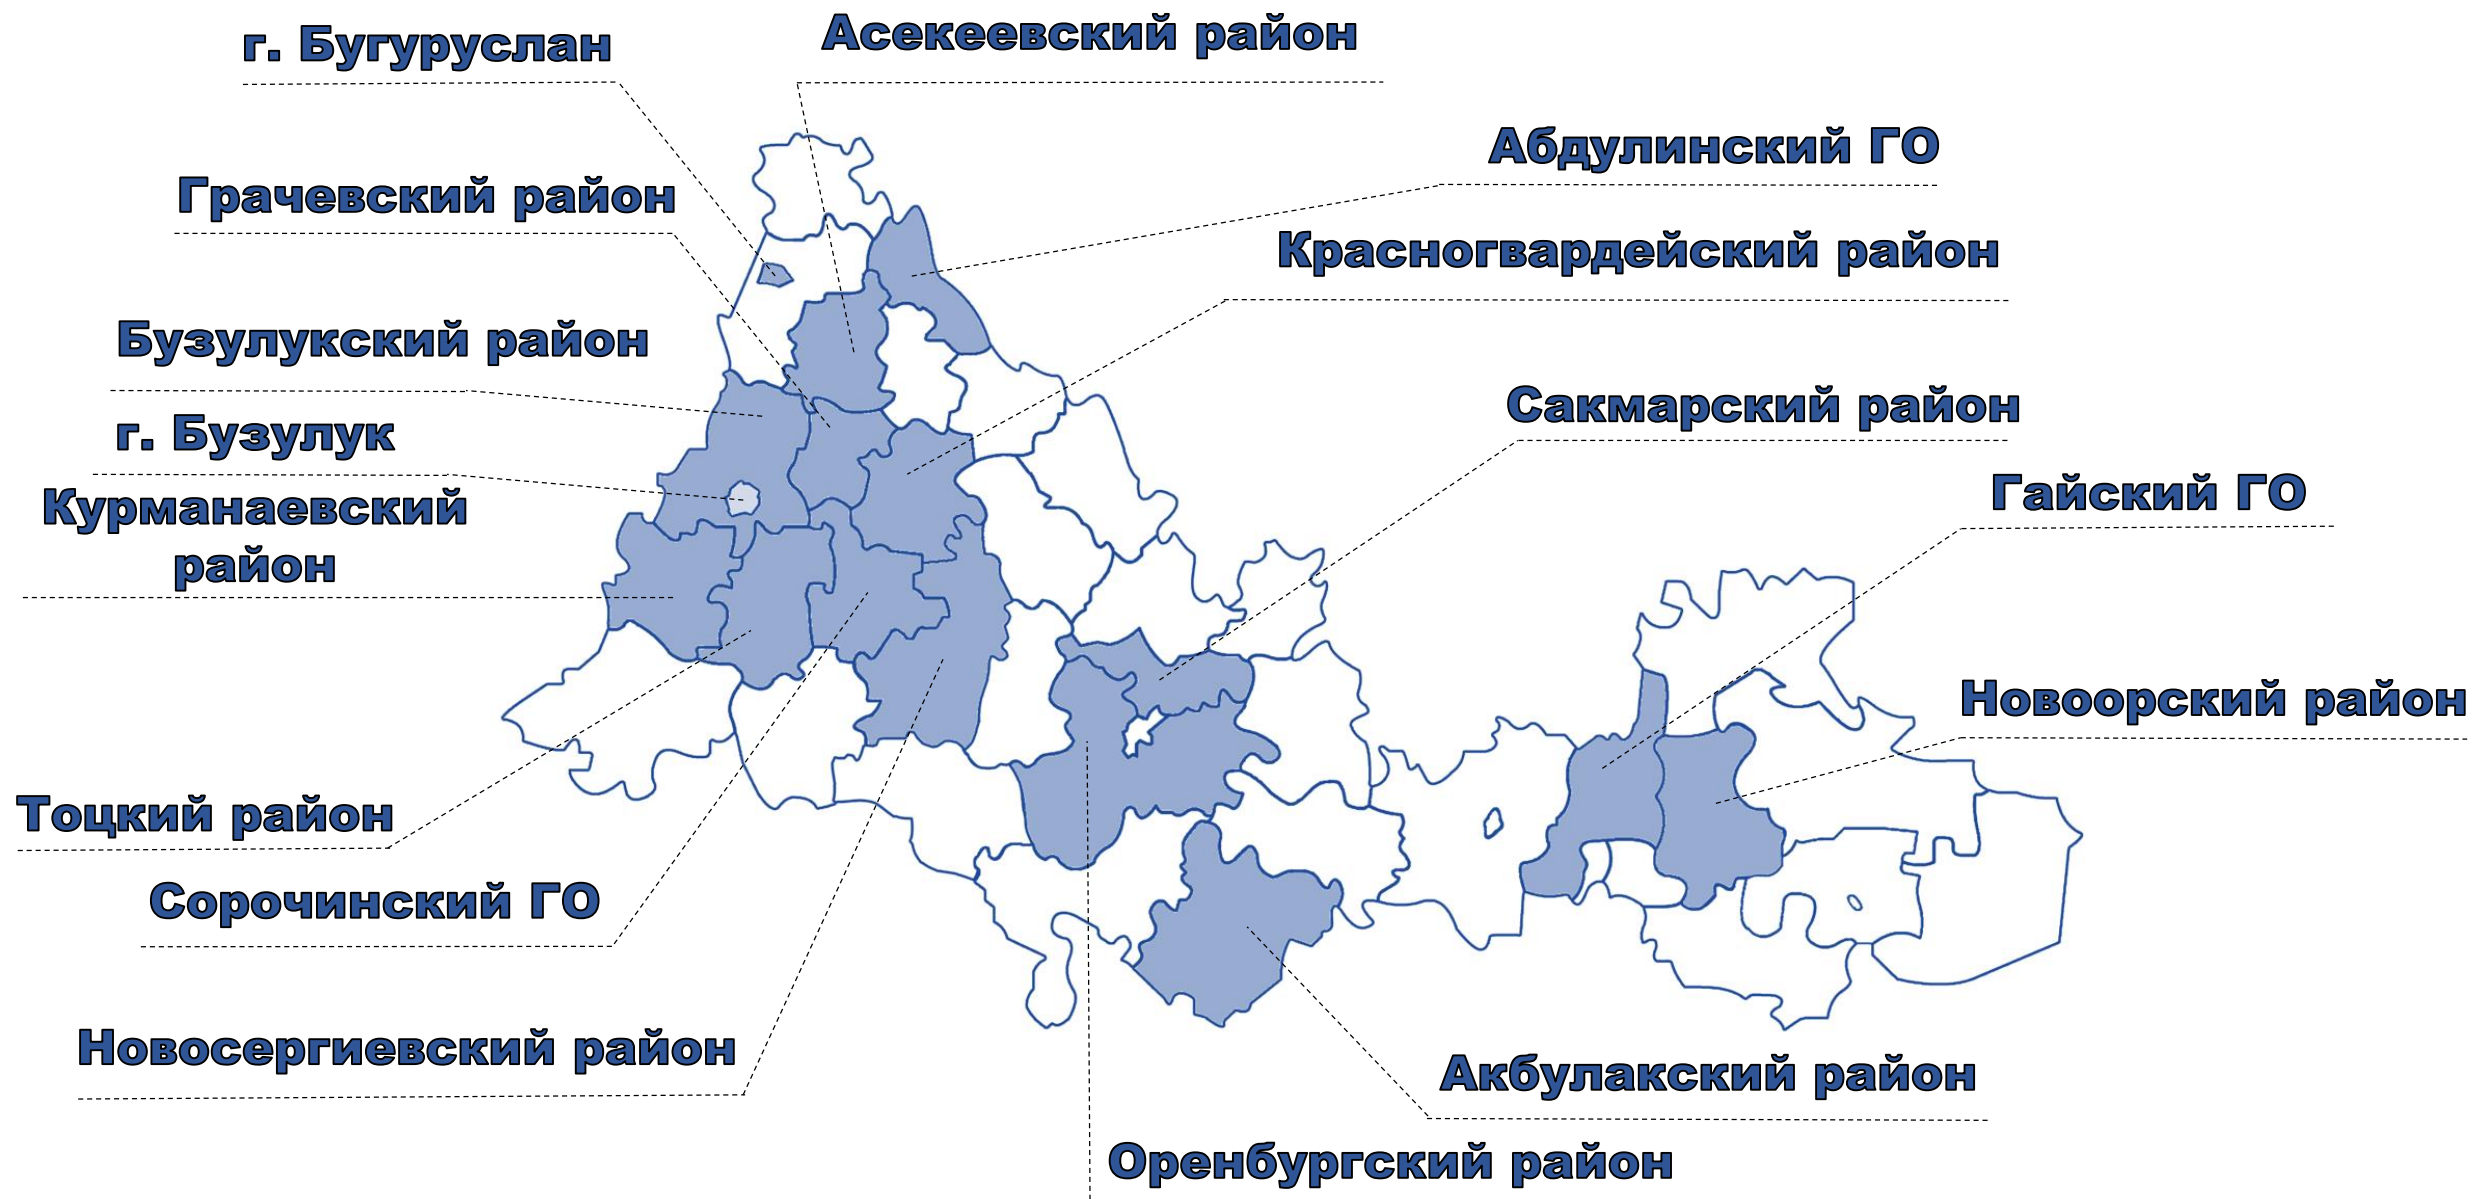 г. Бугуруслан
Асекеевский район
Абдулинский ГО
Грачевский район
Красногвардейский район
Бузулукский район
Сакмарский район
г. Бузулук
Гайский ГО
Курманаевский
район
Новоорский район
Тоцкий район
Сорочинский ГО
Новосергиевский район
Акбулакский район
Оренбургский район